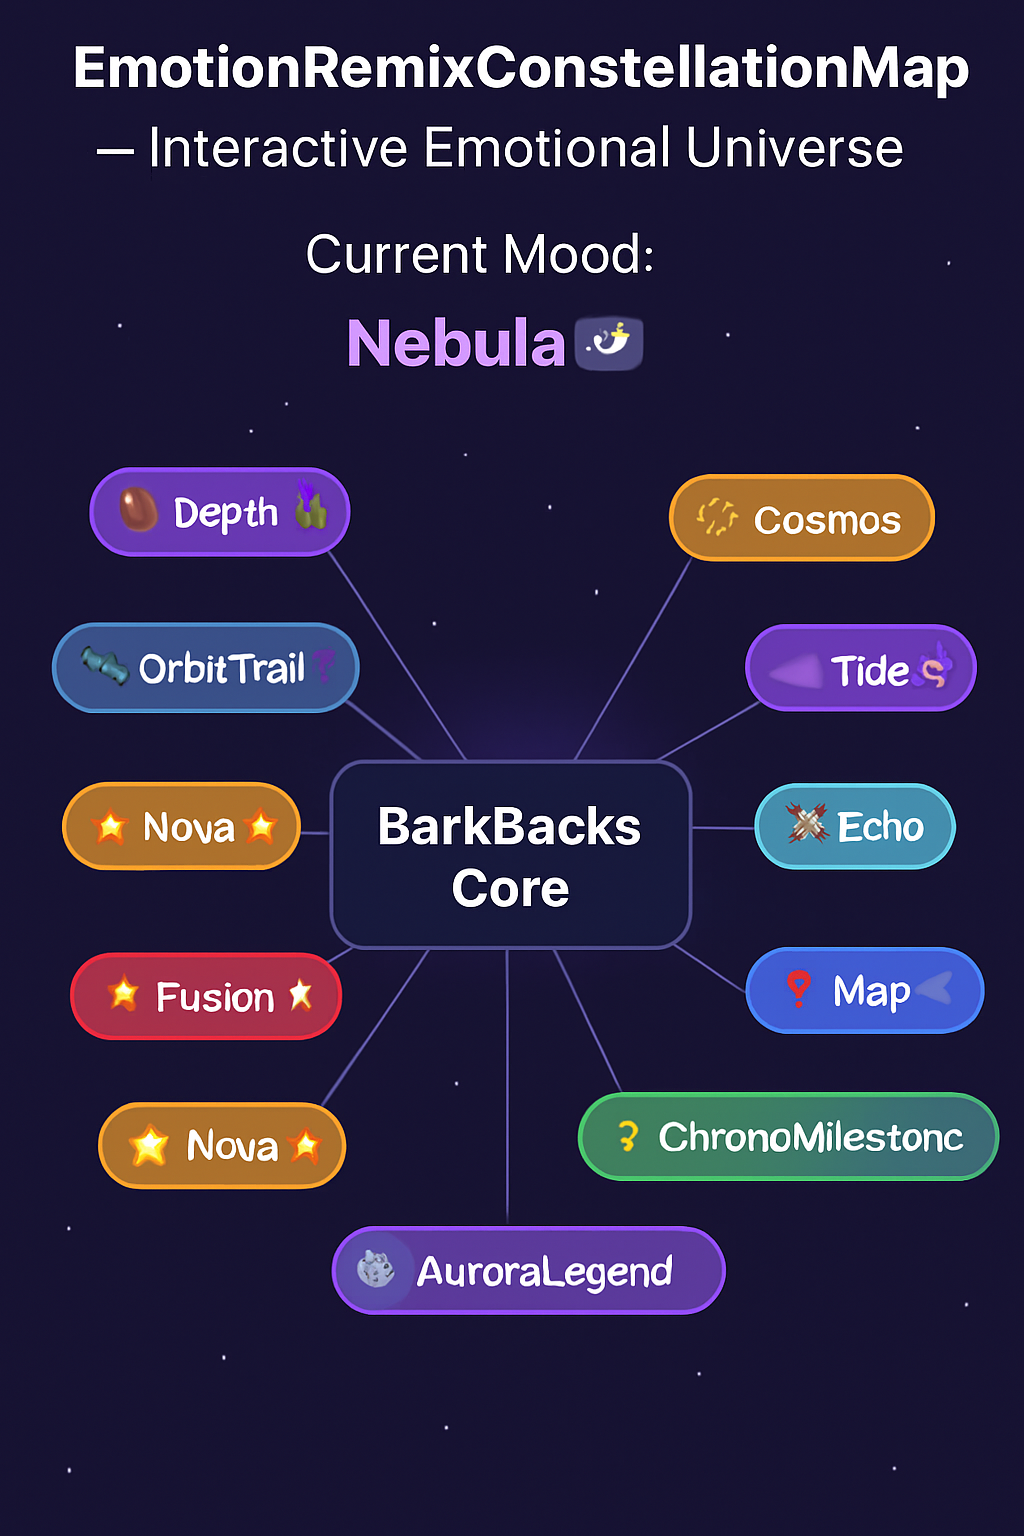 EmotionRemixConstellationMap
— Interactive Emotional Universe
Current Mood:
Nebula
Depth
Cosmos
OrbitTrail
Tide
Nova
BarkBacks
Core
Echo
Fusion
Map
Nova
ChronoMilestonc
AuroraLegend